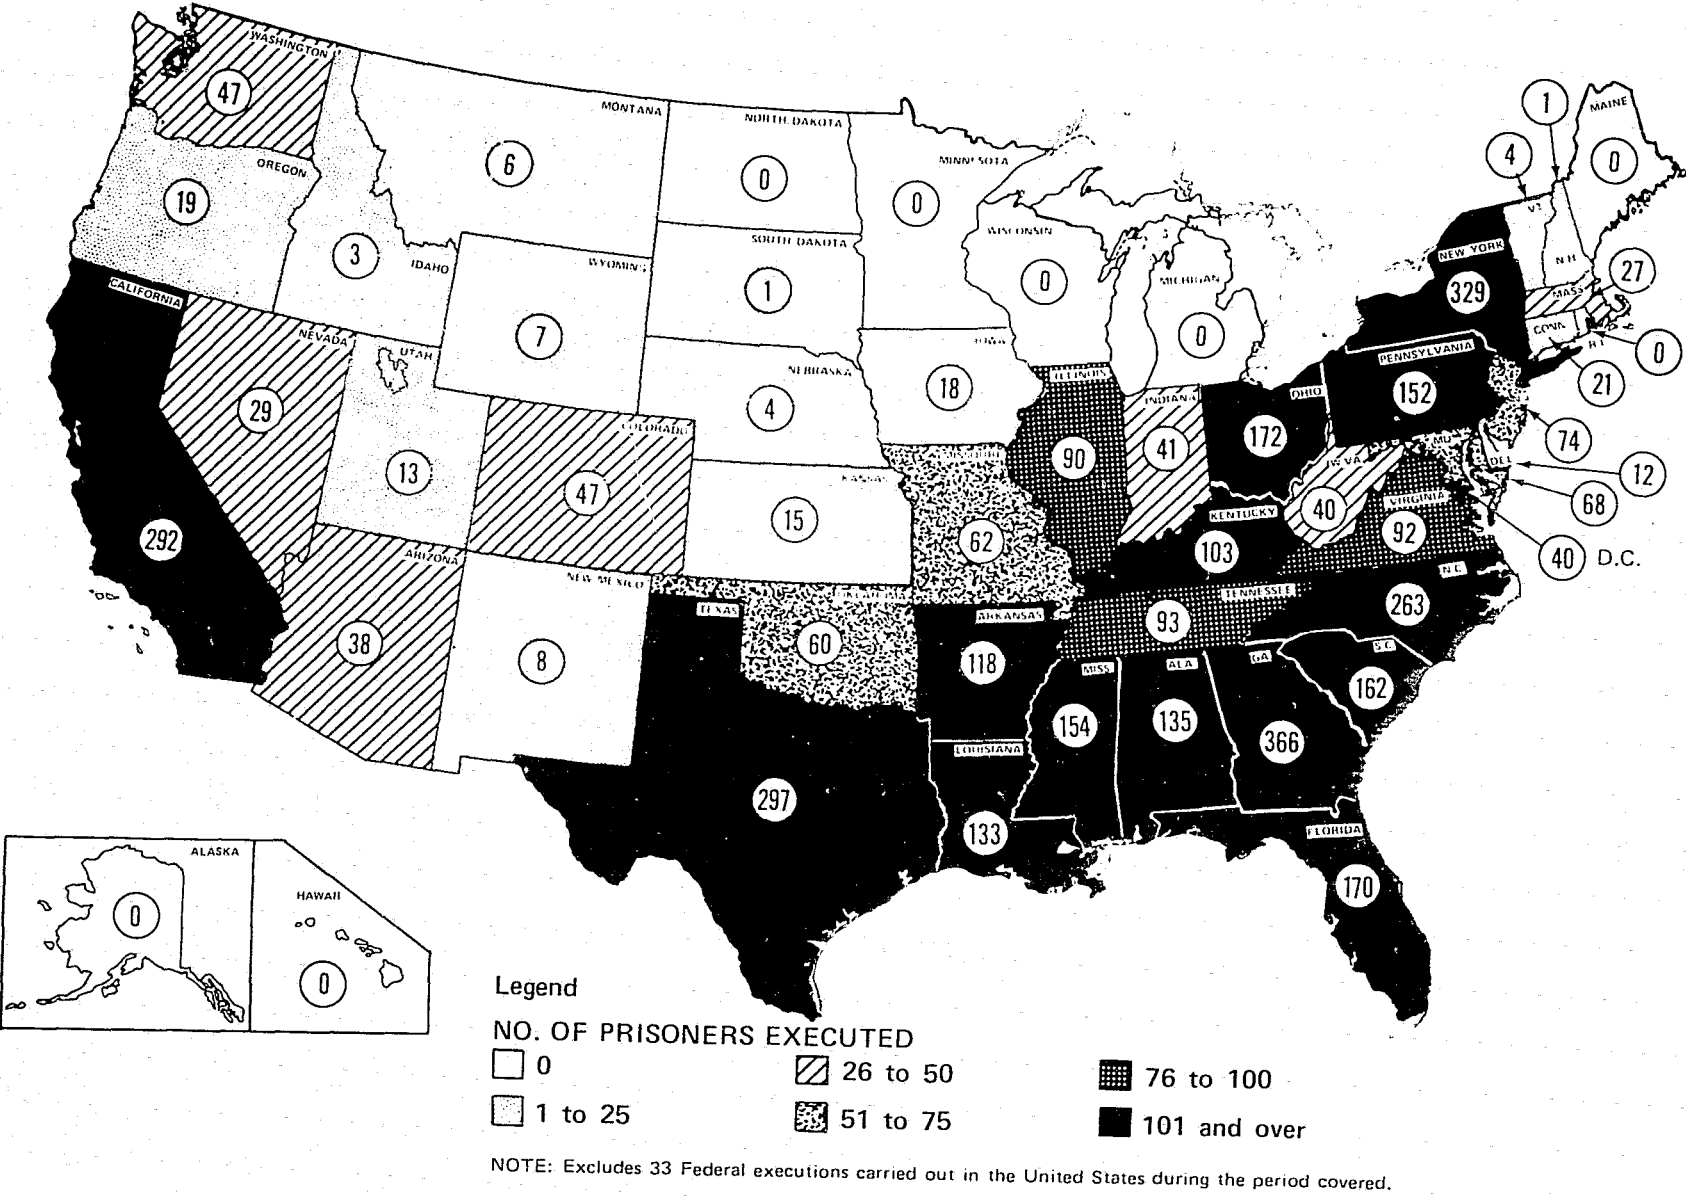 WASHINGTON
47
MONTANA
6
NORTH DAKOTA
0
MINNESOTA
0
1
MAINE
0
4
OREGON
19
3
IDAHO
WYOMING
7
SOUTH DAKOTA
1
WISCONSIN
0
MICHIGAN
0
VT.
N.H.
NEW YORK
329
27
MASS.
CONN.
R.I.
0
21
CALIFORNIA
292
NEVADA
29
UTAH
13
NEBRASKA
4
IOWA
18
ILLINOIS
90
INDIANA
41
OHIO
172
PENNSYLVANIA
152
74
MD.
DEL.
12
68
40 D.C.
COLORADO
47
KANSAS
15
MISSOURI
62
KENTUCKY
103
W.VA.
40
VIRGINIA
92
ARIZONA
38
NEW MEXICO
8
TEXAS
297
OKLAHOMA
60
ARKANSAS
118
TENNESSEE
93
N.C.
263
S.C.
162
MISS.
154
ALA.
135
GA.
366
LOUISIANA
133
FLORIDA
170
ALASKA
0
HAWAII
0
Legend
NO. OF PRISONERS EXECUTED
0
26 to 50
76 to 100
1 to 25
51 to 75
101 and over
NOTE: Excludes 33 Federal executions carried out in the United States during the period covered.